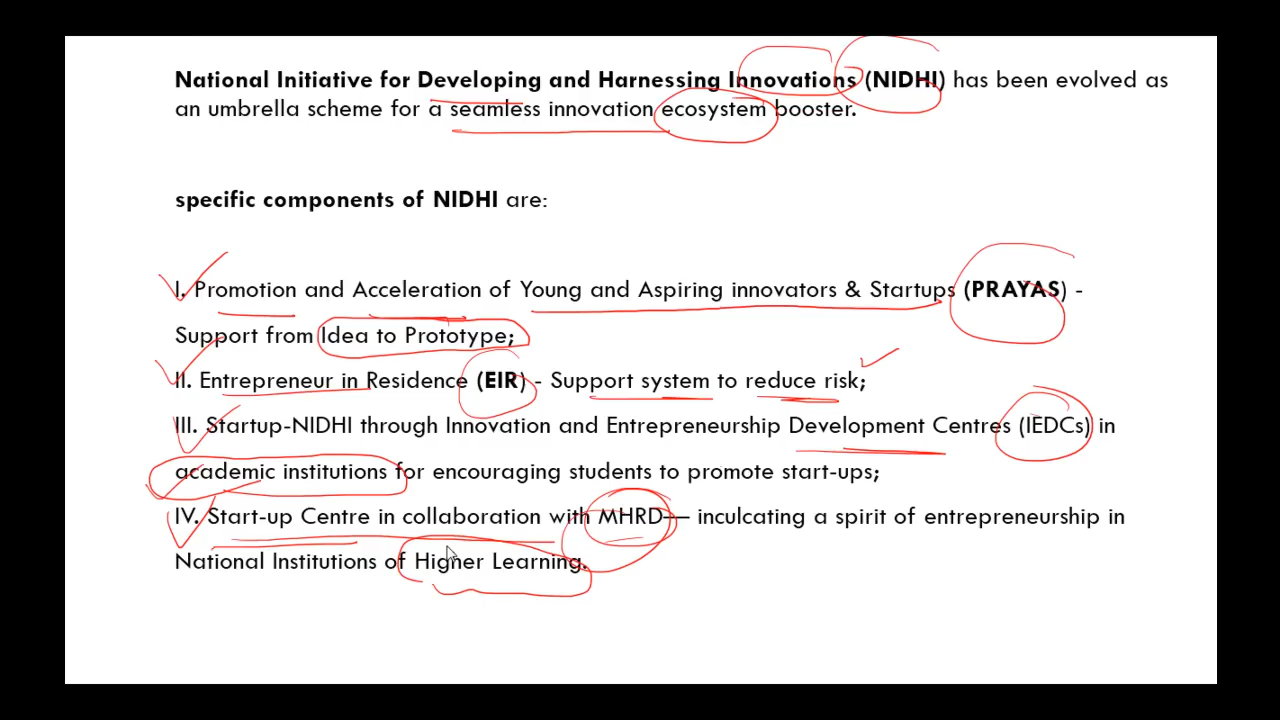 National Initiative for Developing and Harnessing Innovations (NIDHI) has been evolved as
an umbrella scheme for a seamless innovation ecosystem booster.
specific components of NIDHI are:
I. Promotion and Acceleration of Young and Aspiring innovators & Startups (PRAYAS) -
Support from Idea to Prototype;
II. Entrepreneur in Residence (EIR) - Support system to reduce risk;
III. Startup-NIDHI through Innovation and Entrepreneurship Development Centres (IEDCs) in
academic institutions for encouraging students to promote start-ups;
IV. Start-up Centre in collaboration with MHRD— inculcating a spirit of entrepreneurship in
National Institutions of Higher Learning.